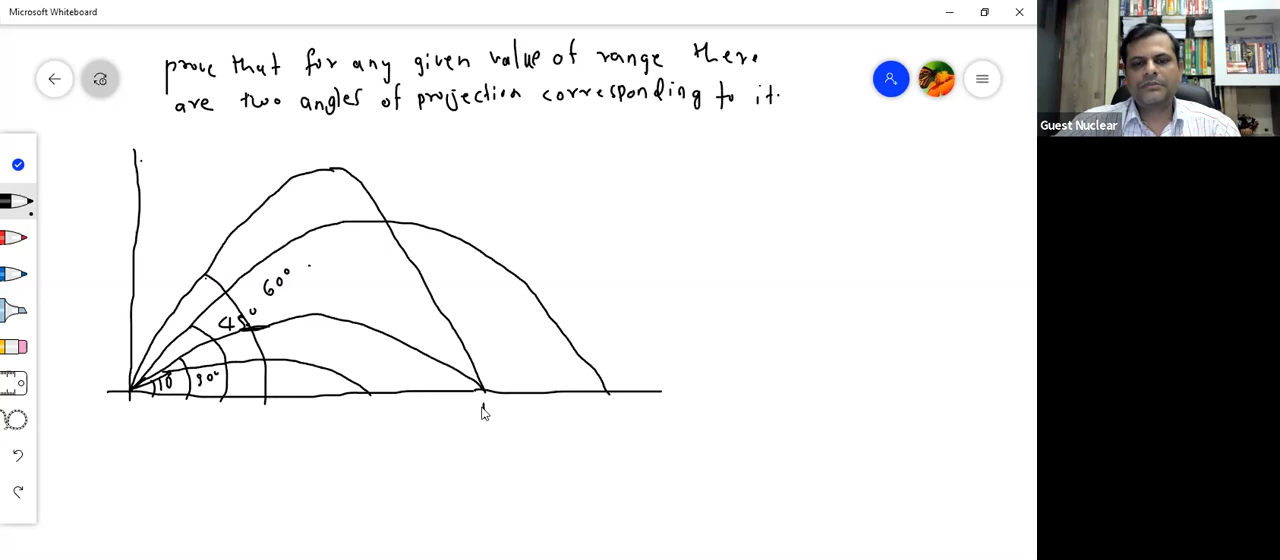 Microsoft Whiteboard
prove that for any given value of range there
are two angles of projection corresponding to it.
Guest Nuclear
60°
45°
10
30°